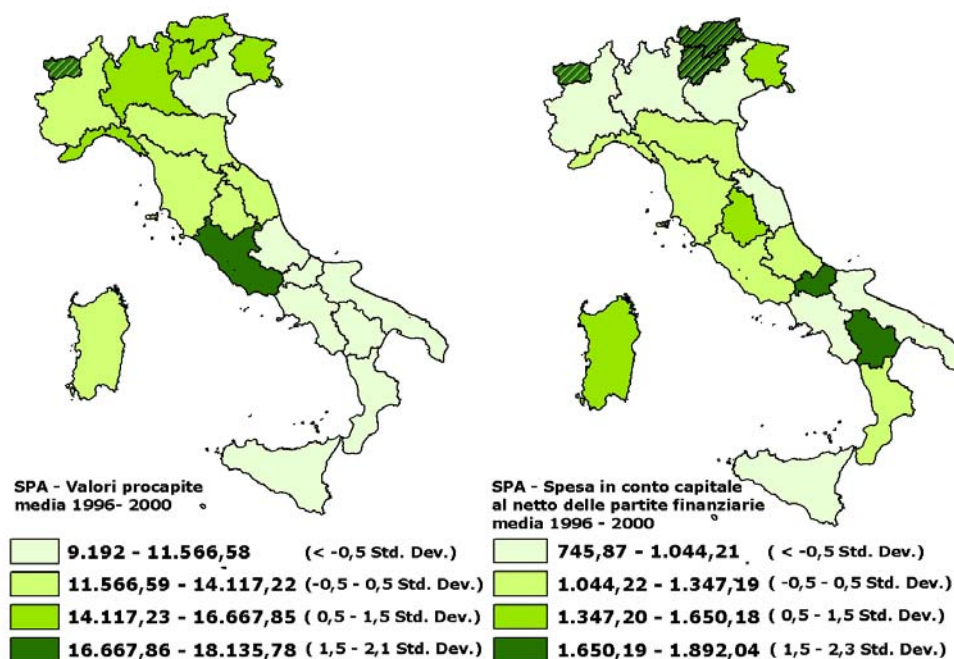 SPA - Valori procapite
media 1996- 2000
9.192 - 11.566,58 (< -0,5 Std. Dev.)
11.566,59 - 14.117,22 (-0,5 - 0,5 Std. Dev.)
14.117,23 - 16.667,85 ( 0,5 - 1,5 Std. Dev.)
16.667,86 - 18.135,78 ( 1,5 - 2,1 Std. Dev.)
SPA - Spesa in conto capitale
al netto delle partite finanziarie
media 1996 - 2000
745,87 - 1.044,21 ( < -0,5 Std. Dev.)
1.044,22 - 1.347,19 ( -0,5 - 0,5 Std. Dev.)
1.347,20 - 1.650,18 ( 0,5 - 1,5 Std. Dev.)
1.650,19 - 1.892,04 ( 1,5 - 2,3 Std. Dev.)